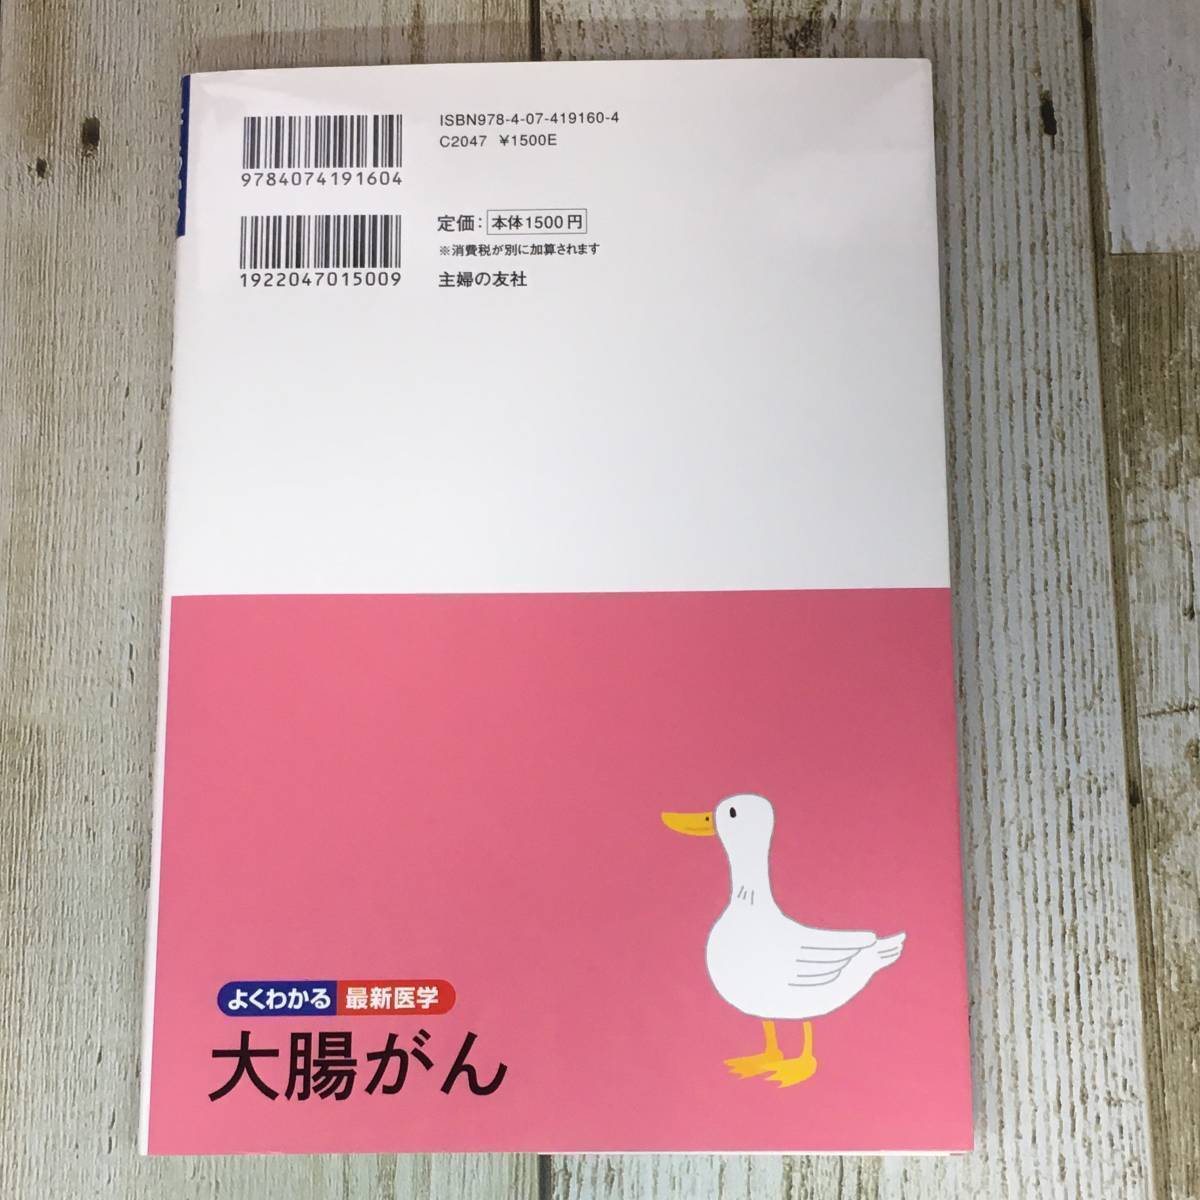 ISBN978-4-07-419160-4
C2047 ¥1500E
9784074191604
定価：本体1500円
※消費税が別に加算されます
1922047015009
主婦の友社
よくわかる 最新医学
大腸がん